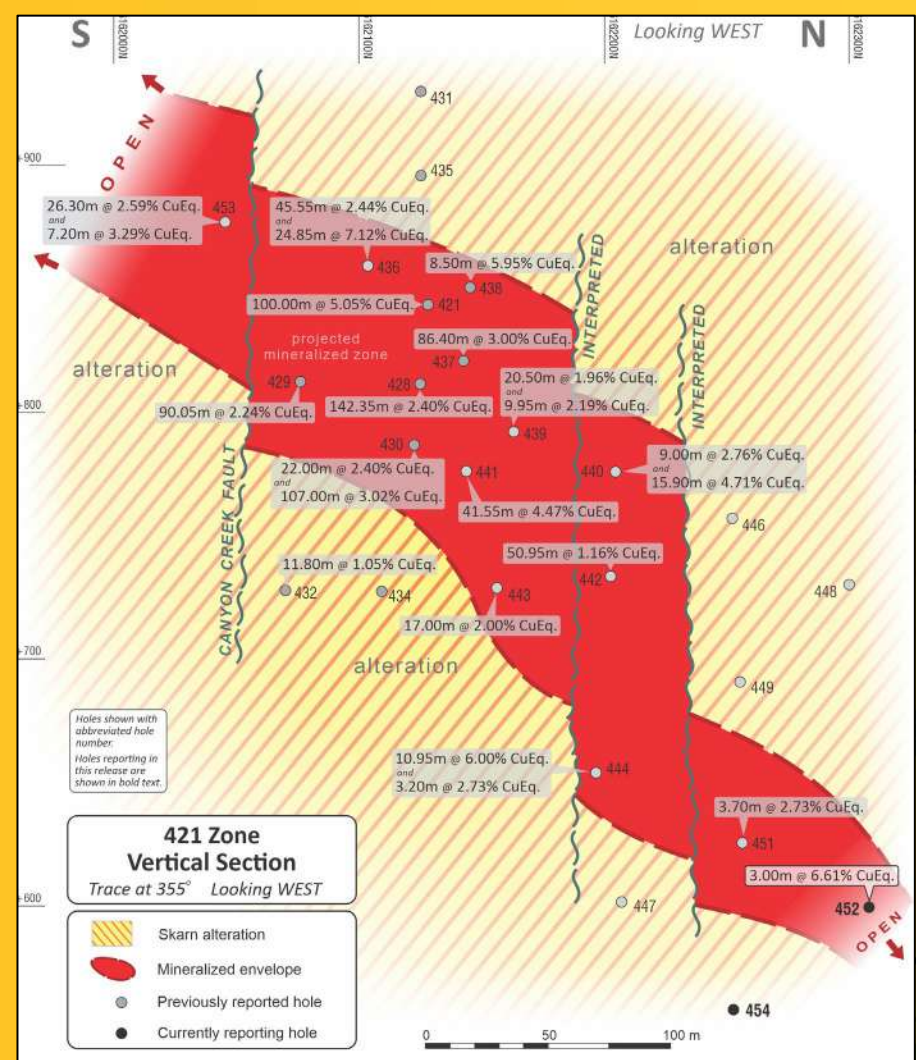 S
162000N
162100N
162200N
Looking WEST
N
162300N
431
435
+900
OPEN
26.30m @ 2.59% CuEq.
and
7.20m @ 3.29% CuEq.
453
45.55m @ 2.44% CuEq.
and
24.85m @ 7.12% CuEq.
436
8.50m @ 5.95% CuEq.
438
alteration
INTERPRETED
100.00m @ 5.05% CuEq.
421
projected
mineralized zone
86.40m @ 3.00% CuEq.
437
INTERPRETED
alteration
429
90.05m @ 2.24% CuEq.
428
142.35m @ 2.40% CuEq.
20.50m @ 1.96% CuEq.
and
9.95m @ 2.19% CuEq.
439
+800
430
22.00m @ 2.40% CuEq.
and
107.00m @ 3.02% CuEq.
441
41.55m @ 4.47% CuEq.
440
9.00m @ 2.76% CuEq.
and
15.90m @ 4.71% CuEq.
446
CANYON CREEK FAULT
11.80m @ 1.05% CuEq.
432
434
50.95m @ 1.16% CuEq.
442
443
17.00m @ 2.00% CuEq.
448
+700
alteration
449
Holes shown with
abbreviated hole
number.
Holes reporting in
this release are
shown in bold text.
10.95m @ 6.00% CuEq.
and
3.20m @ 2.73% CuEq.
444
3.70m @ 2.73% CuEq.
451
3.00m @ 6.61% CuEq.
452
OPEN
447
+600
454
421 Zone
Vertical Section
Trace at 355° Looking WEST
Skarn alteration
Mineralized envelope
Previously reported hole
Currently reporting hole
0 50 100 m